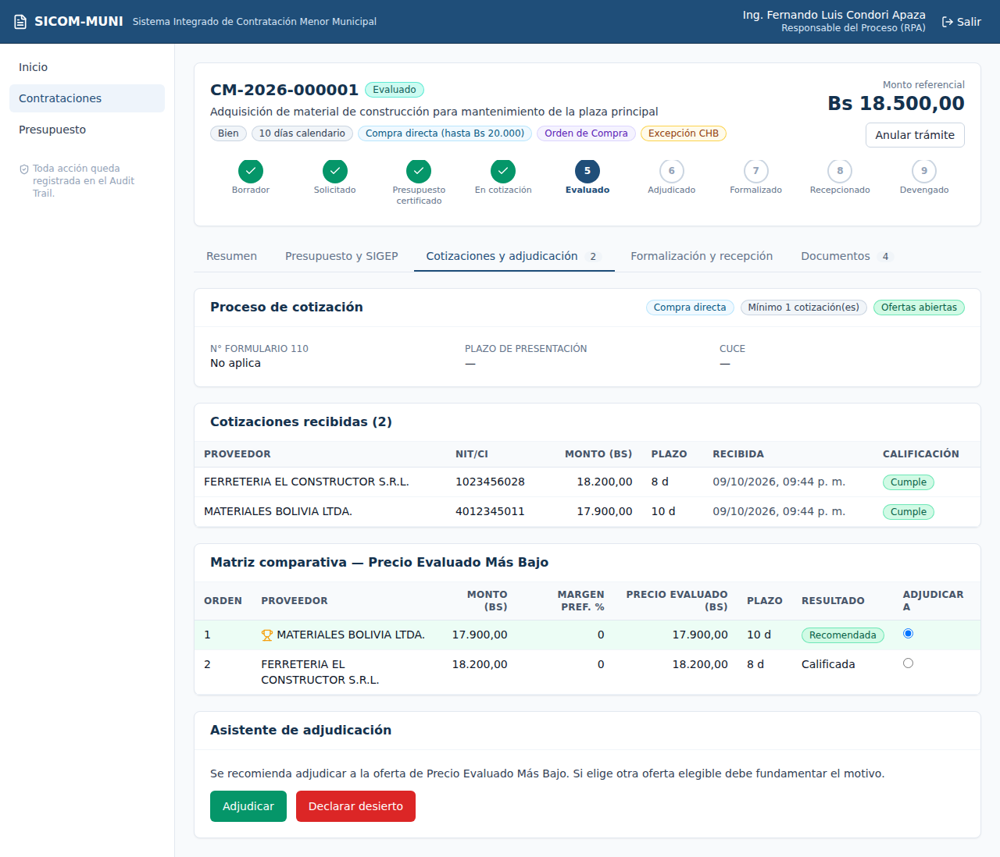 SICOM-MUNI Sistema Integrado de Contratación Menor Municipal
Ing. Fernando Luis Condori Apaza
Responsable del Proceso (RPA)
Salir
Inicio
Contrataciones
Presupuesto
Toda acción queda
registrada en el Audit
Trail.
CM-2026-000001 Evaluado
Adquisición de material de construcción para mantenimiento de la plaza principal
Bien 10 días calendario Compra directa (hasta Bs 20.000) Orden de Compra Excepción CHB
Monto referencial
Bs 18.500,00
Anular trámite
Borrador
Solicitado
Presupuesto
certificado
En cotización
5
Evaluado
6
Adjudicado
7
Formalizado
8
Recepcionado
9
Devengado
Resumen Presupuesto y SIGEP Cotizaciones y adjudicación 2 Formalización y recepción Documentos 4
Proceso de cotización
Compra directa Mínimo 1 cotización(es) Ofertas abiertas
N° FORMULARIO 110
No aplica
PLAZO DE PRESENTACIÓN
—
CUCE
—
Cotizaciones recibidas (2)
PROVEEDOR NIT/CI MONTO (BS) PLAZO RECIBIDA CALIFICACIÓN
FERRETERIA EL CONSTRUCTOR S.R.L. 1023456028 18.200,00 8 d 09/10/2026, 09:44 p. m. Cumple
MATERIALES BOLIVIA LTDA. 4012345011 17.900,00 10 d 09/10/2026, 09:44 p. m. Cumple
Matriz comparativa — Precio Evaluado Más Bajo
ORDEN PROVEEDOR MONTO (BS) MARGEN PREF. % PRECIO EVALUADO (BS) PLAZO RESULTADO ADJUDICAR A
1 MATERIALES BOLIVIA LTDA. 17.900,00 0 17.900,00 10 d Recomendada
2 FERRETERIA EL CONSTRUCTOR S.R.L. 18.200,00 0 18.200,00 8 d Calificada
Asistente de adjudicación
Se recomienda adjudicar a la oferta de Precio Evaluado Más Bajo. Si elige otra oferta elegible debe fundamentar el motivo.
Adjudicar Declarar desierto